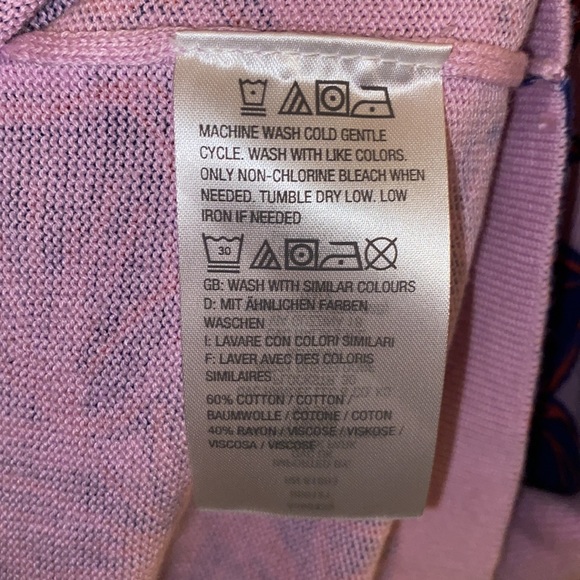 MACHINE WASH COLD GENTLE
CYCLE. WASH WITH LIKE COLORS.
ONLY NON-CHLORINE BLEACH WHEN
NEEDED. TUMBLE DRY LOW. LOW
IRON IF NEEDED
30
GB: WASH WITH SIMILAR COLOURS
D: MIT ÄHNLICHEN FARBEN
WASCHEN
I: LAVARE CON COLORI SIMILARI
F: LAVER AVEC DES COLORIS
SIMILAIRES
60% COTTON / COTTON /
BAUMWOLLE / COTONE / COTON
40% RAYON / VISCOSE / VISKOSE /
VISCOSA / VISCOSE